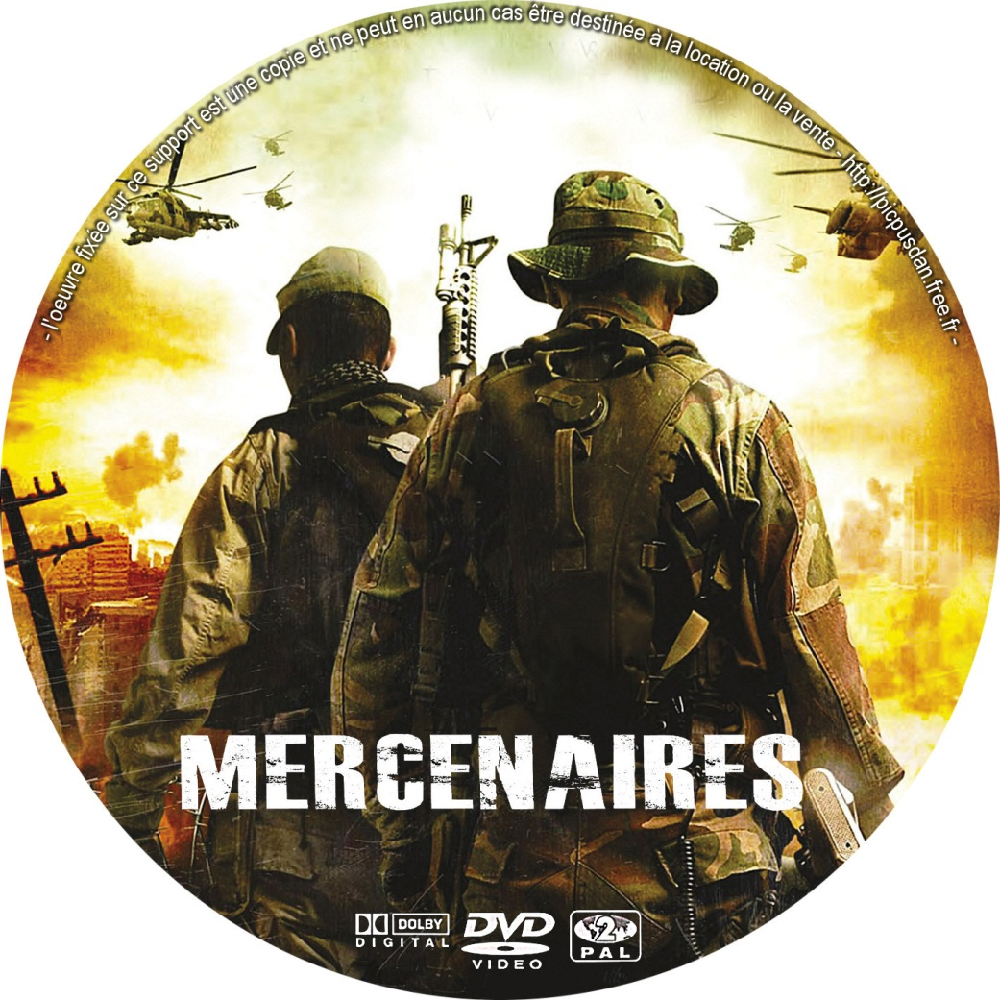 - l'oeuvre fixée sur ce support est une copie et ne peut en aucun cas être destinée à la location ou la vente - http://picpusdan.free.fr -
MERCENAIRES
DOLBY
DIGITAL
DVD
VIDEO
2
PAL